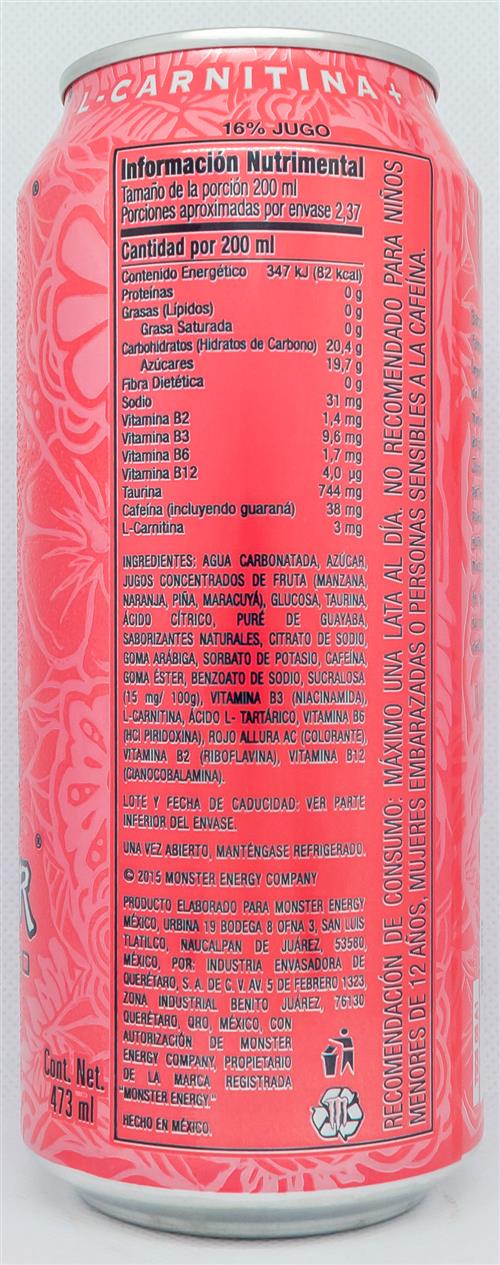 L-CARNITINA+
16% JUGO
Información Nutrimental
Tamaño de la porción 200 ml
Porciones aproximadas por envase 2,37
Cantidad por 200 ml
Contenido Energético 347 kJ (82 kcal)
Proteínas 0 g
Grasas (Lípidos) 0 g
Grasa Saturada 0 g
Carbohidratos (Hidratos de Carbono) 20,4 g
Azúcares 19,7 g
Fibra Dietética 0 g
Sodio 31 mg
Vitamina B2 1,4 mg
Vitamina B3 9,6 mg
Vitamina B6 1,7 mg
Vitamina B12 4,0 µg
Taurina 744 mg
Cafeína (incluyendo guaraná) 38 mg
L-Carnitina 3 mg
INGREDIENTES: AGUA CARBONATADA, AZÚCAR,
JUGOS CONCENTRADOS DE FRUTA (MANZANA,
NARANJA, PIÑA, MARACUYÁ), GLUCOSA, TAURINA,
ÁCIDO CÍTRICO, PURÉ DE GUAYABA,
SABORIZANTES NATURALES, CITRATO DE SODIO,
GOMA ARÁBIGA, SORBATO DE POTASIO, CAFEÍNA,
GOMA ÉSTER, BENZOATO DE SODIO, SUCRALOSA
(15 mg/ 100g), VITAMINA B3 (NIACINAMIDA),
L-CARNITINA, ÁCIDO L- TARTÁRICO, VITAMINA B6
(HCl PIRIDOXINA), ROJO ALLURA AC (COLORANTE),
VITAMINA B2 (RIBOFLAVINA), VITAMINA B12
(CIANOCOBALAMINA).
LOTE Y FECHA DE CADUCIDAD: VER PARTE
INFERIOR DEL ENVASE.
UNA VEZ ABIERTO, MANTÉNGASE REFRIGERADO.
© 2015 MONSTER ENERGY COMPANY
PRODUCTO ELABORADO PARA MONSTER ENERGY
MÉXICO, URBINA 19 BODEGA 8 OFNA 3, SAN LUIS
TLATILCO, NAUCALPAN DE JUÁREZ, 53580,
MÉXICO, POR: INDUSTRIA ENVASADORA DE
QUERÉTARO, S. A. DE C. V. AV. 5 DE FEBRERO 1323,
ZONA INDUSTRIAL BENITO JUÁREZ, 76130
QUERÉTARO, QRO, MÉXICO, CON
AUTORIZACIÓN DE MONSTER
ENERGY COMPANY, PROPIETARIO
DE LA MARCA REGISTRADA
"MONSTER ENERGY."
HECHO EN MÉXICO.
RECOMENDACIÓN DE CONSUMO: MÁXIMO UNA LATA AL DÍA. NO RECOMENDADO PARA NIÑOS
MENORES DE 12 AÑOS, MUJERES EMBARAZADAS O PERSONAS SENSIBLES A LA CAFEÍNA.
®
®
R
Cont. Net.
473 ml